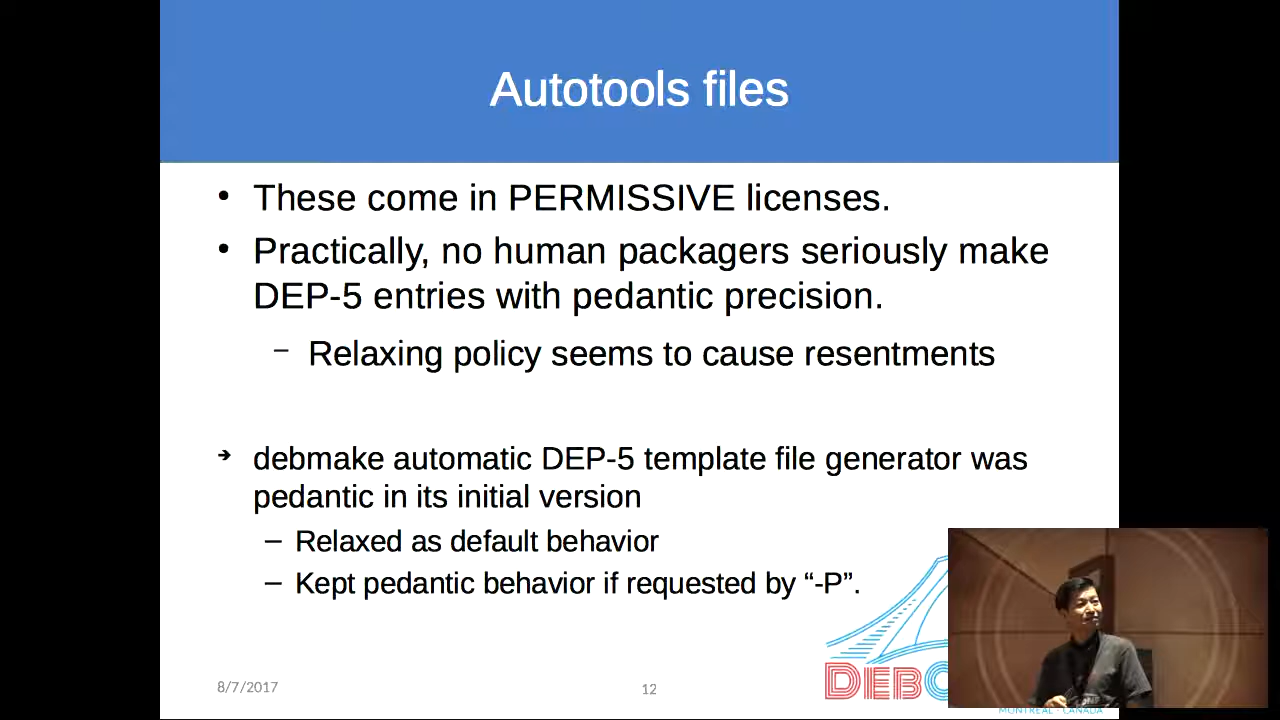 Autotools files
• These come in PERMISSIVE licenses.
• Practically, no human packagers seriously make
DEP-5 entries with pedantic precision.
– Relaxing policy seems to cause resentments
➔ debmake automatic DEP-5 template file generator was
pedantic in its initial version
– Relaxed as default behavior
– Kept pedantic behavior if requested by “-P”.
8/7/2017
12
DEB
MONTREAL · CANADA